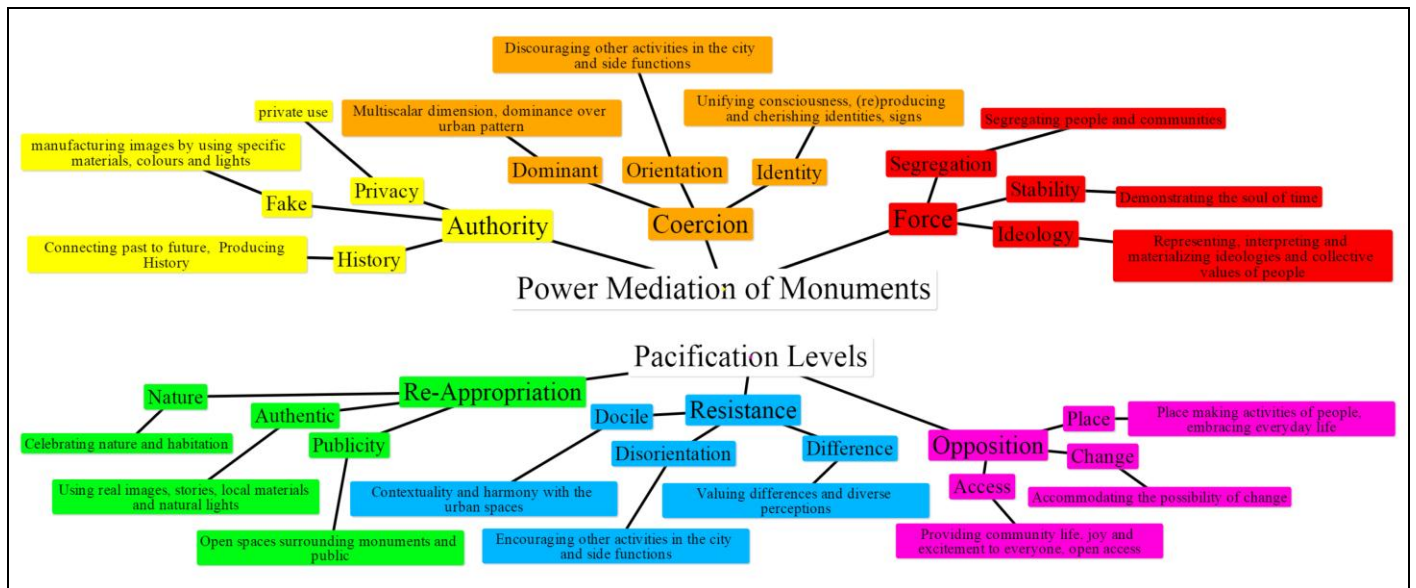 Discouraging other activities in the city
and side functions
private use
Multiscalar dimension, dominance over
urban pattern
Unifying consciousness, (re)producing
and cherishing identities, signs
Segregating people and communities
manufacturing images by using specific
materials, colours and lights
Dominant
Orientation
Identity
Segregation
Privacy
Fake
Stability
Demonstrating the soul of time
Authority
Coercion
Force
Ideology
Connecting past to future, Producing
History
History
Representing, interpreting and
materializing ideologies and collective
values of people
Power Mediation of Monuments
Pacification Levels
Nature
Re-Appropriation
Authentic
Publicity
Docile
Resistance
Place
Place making activities of people,
embracing everyday life
Celebrating nature and habitation
Disorientation
Difference
Opposition
Change
Access
Using real images, stories, local materials
and natural lights
Contextuality and harmony with the
urban spaces
Valuing differences and diverse
perceptions
Accommodating the possibility of change
Open spaces surrounding monuments and
public
Encouraging other activities in the city
and side functions
Providing community life, joy and
excitement to everyone, open access